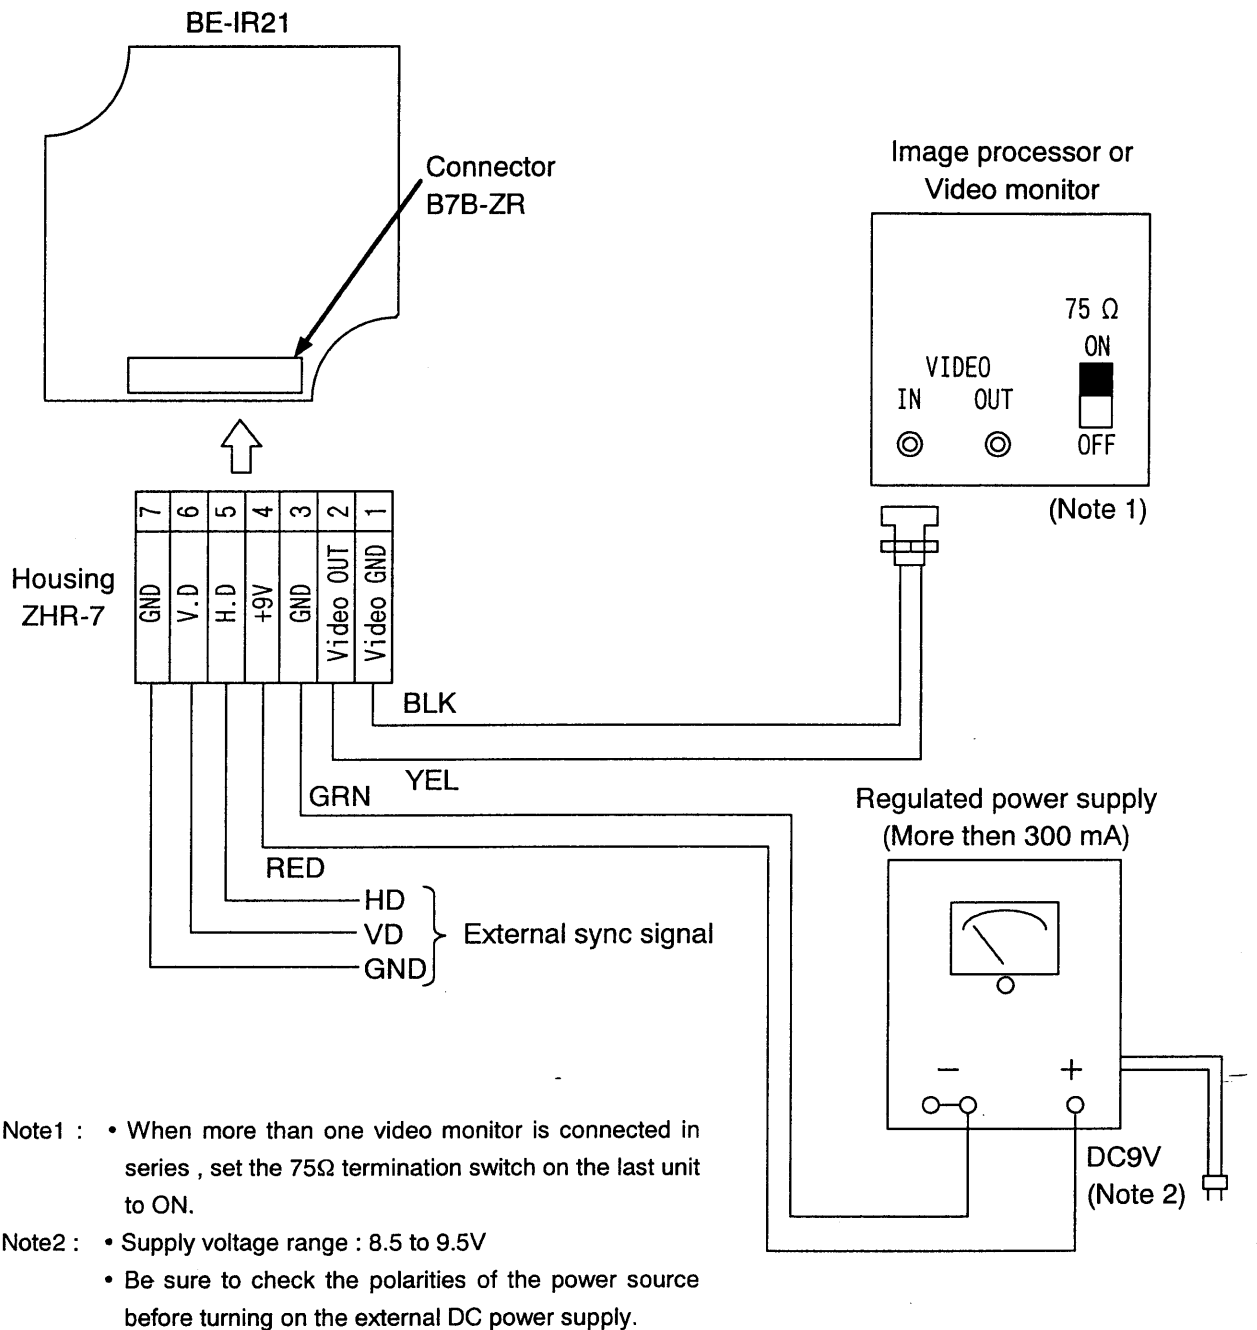 BE-IR21
Connector
B7B-ZR
Image processor or
Video monitor
75 Ω
ON
VIDEO
IN OUT
OFF
(Note 1)
Housing
ZHR-7
7 6 5 4 3 2 1
GND V.D H.D +9V GND Video OUT Video GND
BLK
YEL
GRN
RED
HD
VD
GND
External sync signal
Regulated power supply
(More then 300 mA)
− +
DC9V
(Note 2)
Note1 : • When more than one video monitor is connected in
series , set the 75Ω termination switch on the last unit
to ON.
Note2 : • Supply voltage range : 8.5 to 9.5V
• Be sure to check the polarities of the power source
before turning on the external DC power supply.